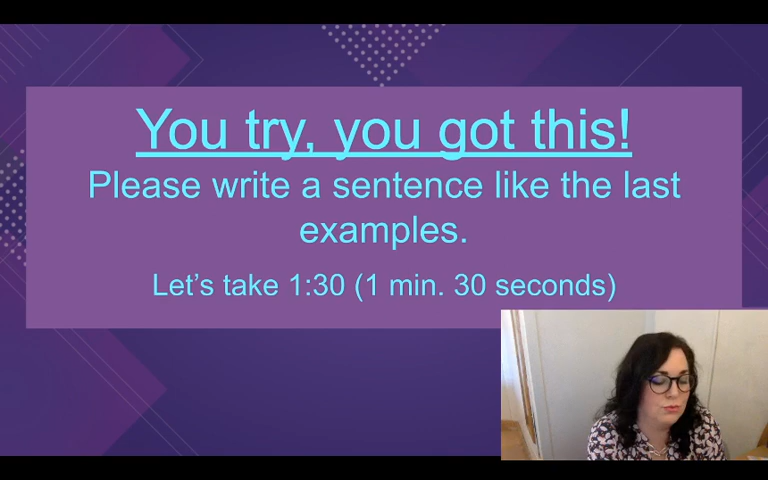 You try, you got this!
Please write a sentence like the last
examples.
Let’s take 1:30 (1 min. 30 seconds)